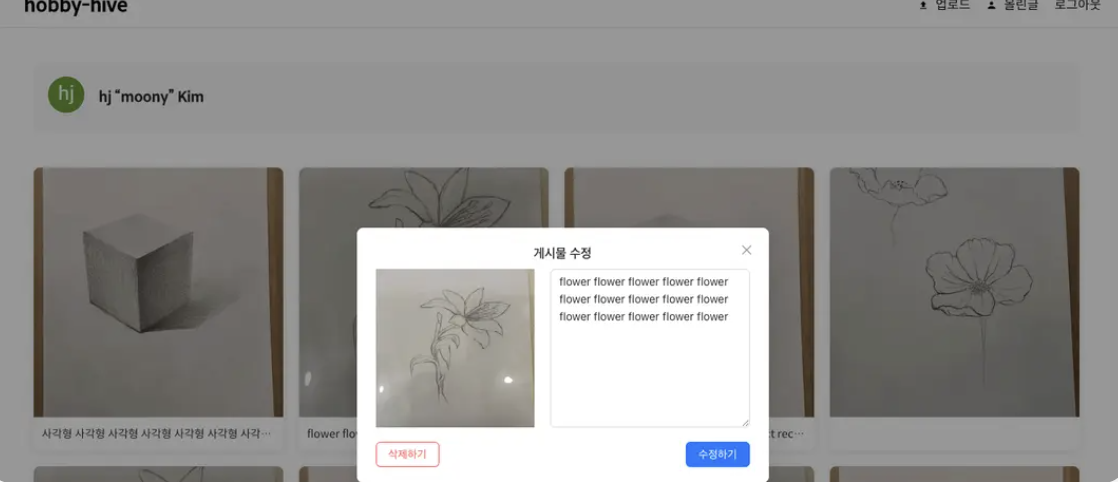 hobby-hive
업로드 올린글 로그아웃
hj
hj “moony” Kim
게시물 수정
flower flower flower flower flower
flower flower flower flower flower
flower flower flower flower flower
사각형 사각형 사각형 사각형 사각형 사각형 사각…
flower flo
t rec…
삭제하기
수정하기